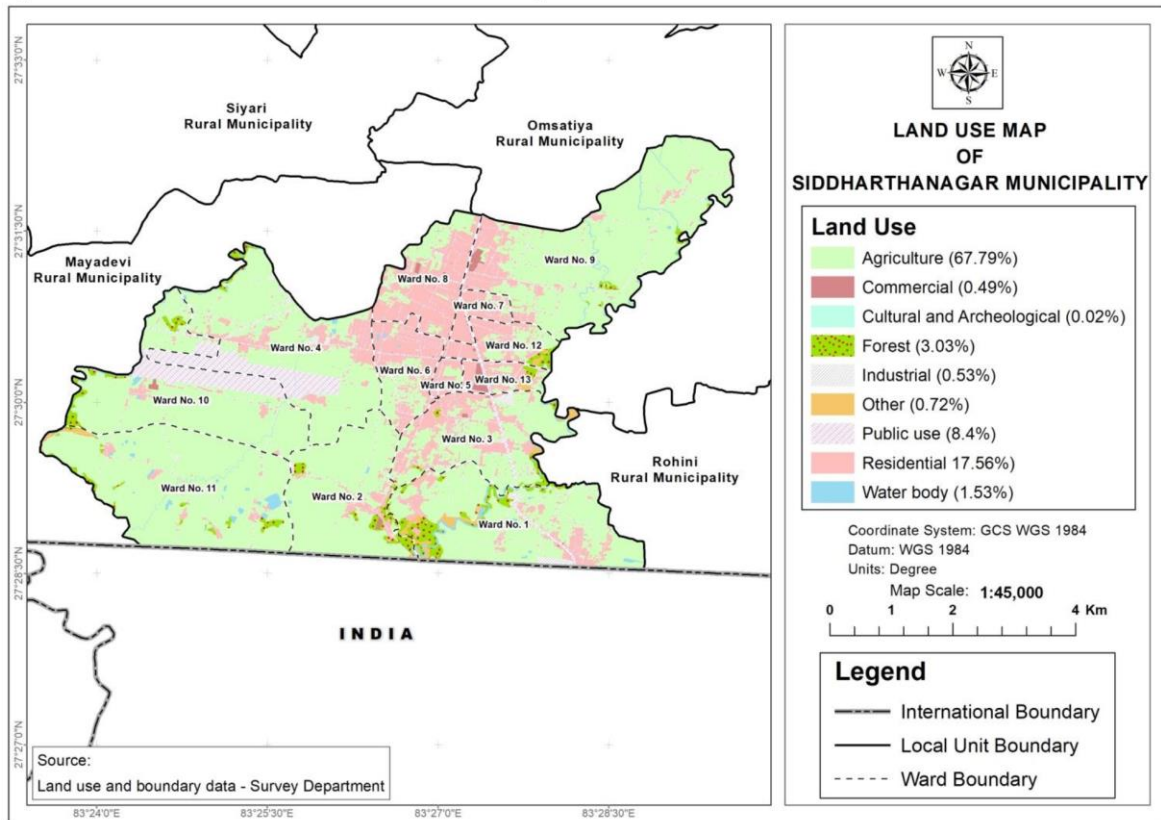 N
W
E
S
LAND USE MAP
OF
SIDDHARTHANAGAR MUNICIPALITY
Land Use
Agriculture (67.79%)
Commercial (0.49%)
Cultural and Archeological (0.02%)
Forest (3.03%)
Industrial (0.53%)
Other (0.72%)
Public use (8.4%)
Residential 17.56%)
Water body (1.53%)
Coordinate System: GCS WGS 1984
Datum: WGS 1984
Units: Degree
Map Scale: 1:45,000
0 1 2 4 Km
Legend
International Boundary
Local Unit Boundary
Ward Boundary
Siyari
Rural Municipality
Omsatiya
Rural Municipality
Mayadevi
Rural Municipality
Rohini
Rural Municipality
Ward No. 9
Ward No. 8
Ward No. 7
Ward No. 4
Ward No. 12
Ward No. 6
Ward No. 5
Ward No. 13
Ward No. 10
Ward No. 3
Ward No. 11
Ward No. 2
Ward No. 1
INDIA
Source:
Land use and boundary data - Survey Department
27°33'0"N
27°31'30"N
27°30'0"N
27°28'30"N
27°27'0"N
83°24'0"E
83°25'30"E
83°27'0"E
83°28'30"E